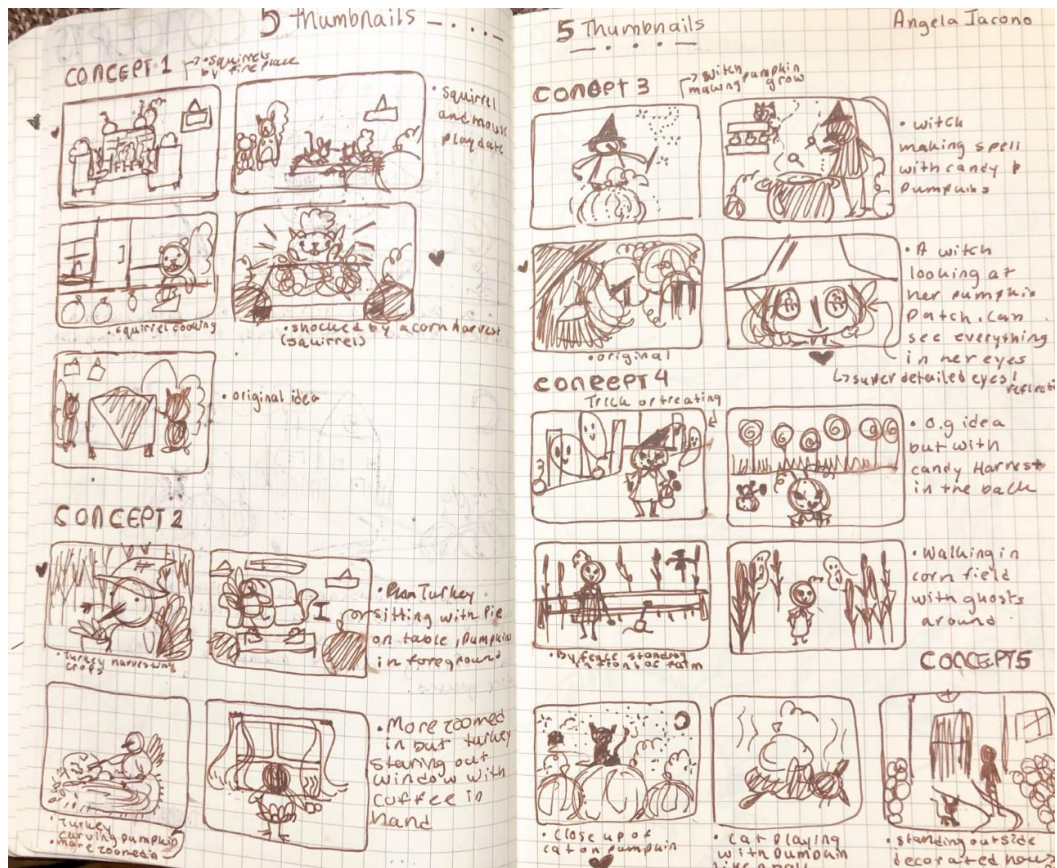 5 Thumbnails
CONCEPT 1
→ squirrels
by fire place
• squirrel
and mouse
play date
• squirrel cooking
• shocked by acorn harvest
(squirrel)
• original idea
CONCEPT 2
• turkey harvesting
crops
Turkey
sitting with Pie
on table, Pumpkin
in foreground
• Turkey
carving pumpkin
• more zoomed in
• More zoomed
in but turkey
staring out
window with
coffee in
hand
5 Thumbnails
Angela Iacono
CONCEPT 3
→ Witch
making pumpkin
grow
• witch
making spell
with candy &
Pumpkins
• original
• A witch
looking at
her pumpkin
Patch. Can
see everything
in her eyes
↳ super detailed eyes!
reflection
CONCEPT 4
Trick or treating
• O.g idea
but with
candy Harvest
in the back
• By fence standing
in front of farm
• Walking in
corn field
with ghosts
around
CONCEPT 5
• close up of
cat on pumpkin
• cat playing
with pumpkin
like a ball
• standing outside
decorated house